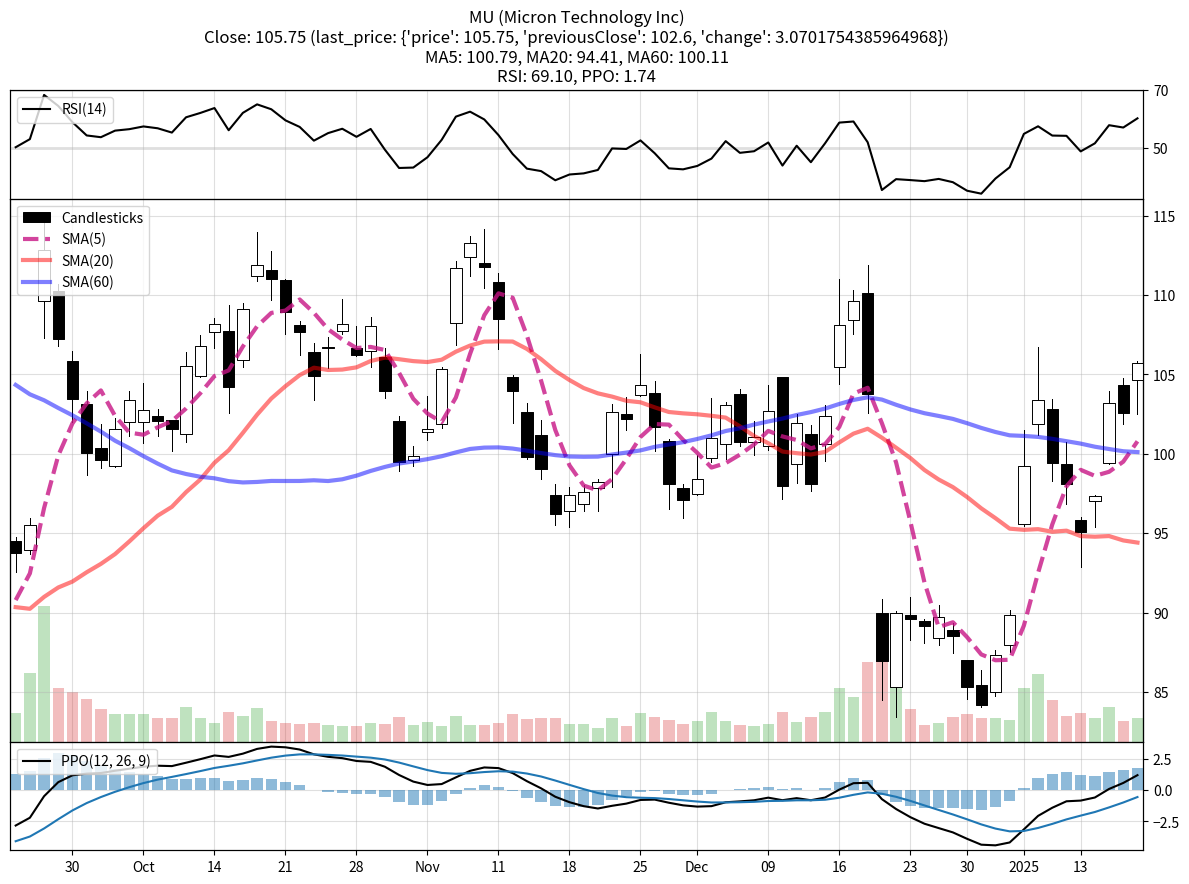 MU (Micron Technology Inc)
Close: 105.75 (last_price: {'price': 105.75, 'previousClose': 102.6, 'change': 3.0701754385964968})
MA5: 100.79, MA20: 94.41, MA60: 100.11
RSI: 69.10, PPO: 1.74
RSI(14)
70
50
Candlesticks
SMA(5)
SMA(20)
SMA(60)
115
110
105
100
95
90
85
PPO(12, 26, 9)
2.5
0.0
−2.5
30 Oct 14 21 28 Nov 11 18 25 Dec 09 16 23 30 2025 13